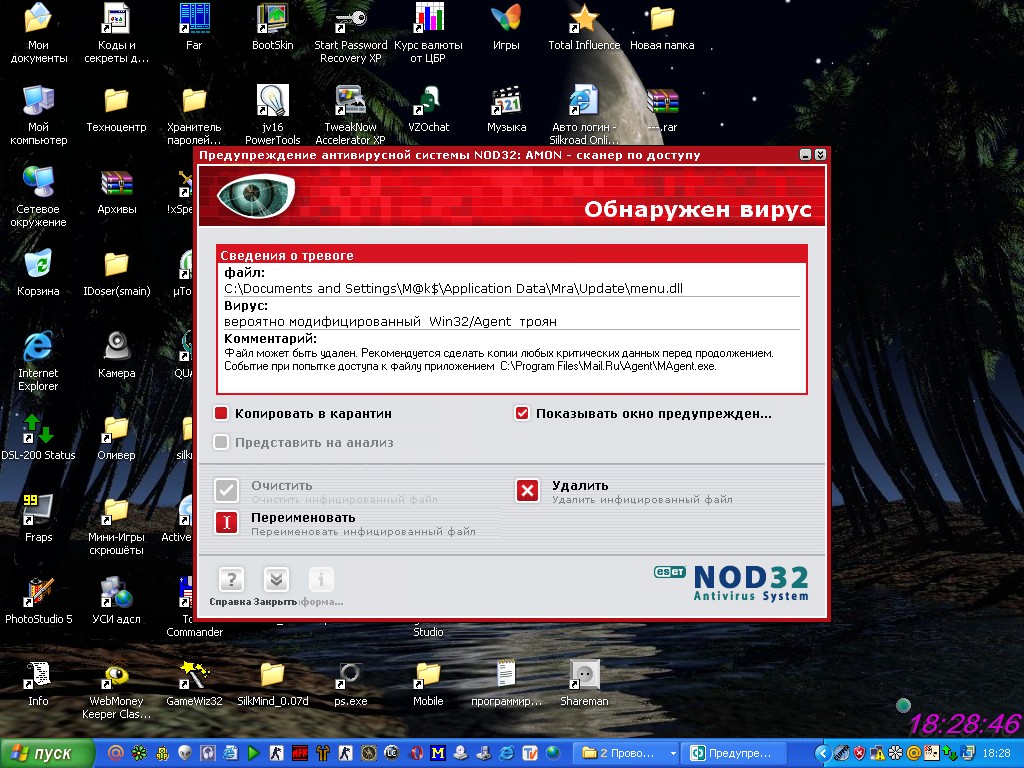 Мои документы
Коды и секреты д...
Far
BootSkin
Start Password Recovery XP
Курс валюты от ЦБР
Игры
Total Influence
Новая папка
Мой компьютер
Техноцентр
Хранитель паролей...
jv16 PowerTools
TweakNow Accelerator XP
VZOchat
Музыка
Авто логин - Silkroad Onli...
---.rar
Сетевое окружение
Архивы
!xSpe
Корзина
IDoser(smain)
µTo
Internet Explorer
Камера
QUA
DSL-200 Status
Оливер
silk
Fraps
Мини-Игры скрюшёты
Active
PhotoStudio 5
УСИ адсл
To
Commander
Studio
Info
WebMoney Keeper Clas...
GameWiz32
SilkMind_0.07d
ps.exe
Mobile
программир...
Shareman
Предупреждение антивирусной системы NOD32: AMON - сканер по доступу
Обнаружен вирус
Сведения о тревоге
файл:
C:\Documents and Settings\M@k$\Application Data\Mra\Update\menu.dll
Вирус:
вероятно модифицированный Win32/Agent троян
Комментарий:
Файл может быть удален. Рекомендуется сделать копии любых критических данных перед продолжением.
Событие при попытке доступа к файлу приложением C:\Program Files\Mail.Ru\Agent\MAgent.exe.
Копировать в карантин
Показывать окно предупрежден...
Представить на анализ
Очистить
Очистить инфицированный файл
Удалить
Удалить инфицированный файл
Переименовать
Переименовать инфицированный файл
Справка
Закрыть
форма...
eset NOD32
Antivirus System
18:28:46
пуск
2 Прово...
Предупре...
18:28